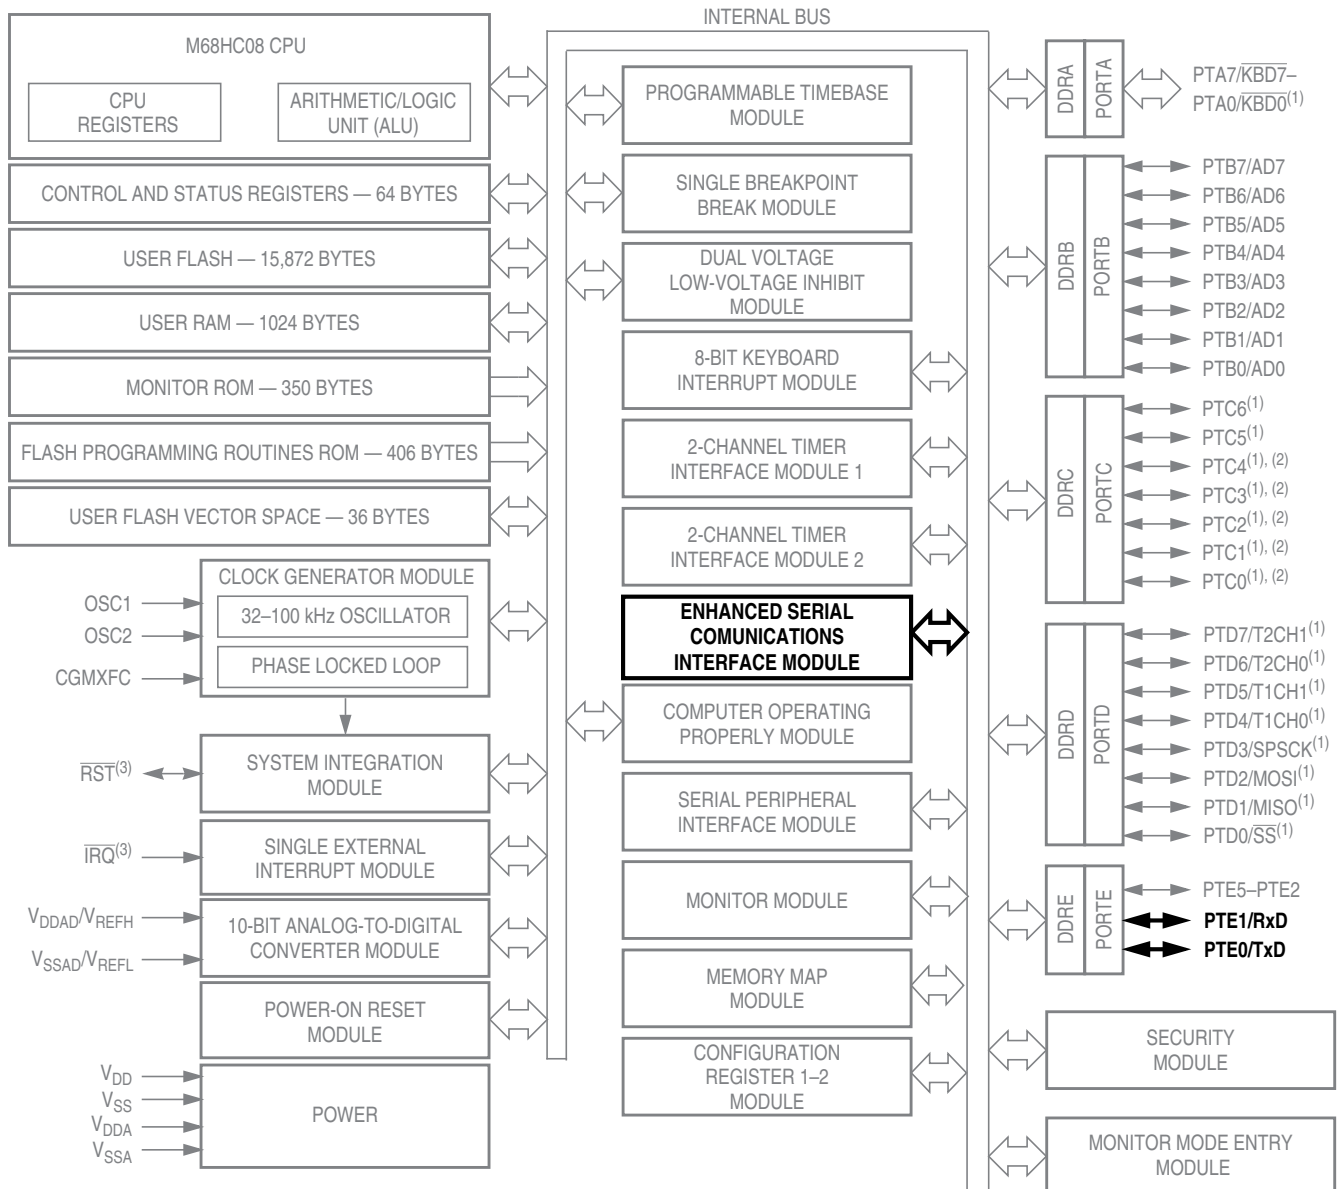 INTERNAL BUS
M68HC08 CPU
CPU
REGISTERS
ARITHMETIC/LOGIC
UNIT (ALU)
CONTROL AND STATUS REGISTERS — 64 BYTES
USER FLASH — 15,872 BYTES
USER RAM — 1024 BYTES
MONITOR ROM — 350 BYTES
FLASH PROGRAMMING ROUTINES ROM — 406 BYTES
USER FLASH VECTOR SPACE — 36 BYTES
CLOCK GENERATOR MODULE
32–100 kHz OSCILLATOR
PHASE LOCKED LOOP
OSC1
OSC2
CGMXFC
SYSTEM INTEGRATION
MODULE
RST(3)
SINGLE EXTERNAL
INTERRUPT MODULE
IRQ(3)
10-BIT ANALOG-TO-DIGITAL
CONVERTER MODULE
VDDAD/VREFH
VSSAD/VREFL
POWER-ON RESET
MODULE
POWER
VDD
VSS
VDDA
VSSA
PROGRAMMABLE TIMEBASE
MODULE
SINGLE BREAKPOINT
BREAK MODULE
DUAL VOLTAGE
LOW-VOLTAGE INHIBIT
MODULE
8-BIT KEYBOARD
INTERRUPT MODULE
2-CHANNEL TIMER
INTERFACE MODULE 1
2-CHANNEL TIMER
INTERFACE MODULE 2
ENHANCED SERIAL
COMUNICATIONS
INTERFACE MODULE
COMPUTER OPERATING
PROPERLY MODULE
SERIAL PERIPHERAL
INTERFACE MODULE
MONITOR MODULE
MEMORY MAP
MODULE
CONFIGURATION
REGISTER 1–2
MODULE
DDRA
PORTA
PTA7/KBD7–
PTA0/KBD0(1)
DDRB
PORTB
PTB7/AD7
PTB6/AD6
PTB5/AD5
PTB4/AD4
PTB3/AD3
PTB2/AD2
PTB1/AD1
PTB0/AD0
DDRC
PORTC
PTC6(1)
PTC5(1)
PTC4(1), (2)
PTC3(1), (2)
PTC2(1), (2)
PTC1(1), (2)
PTC0(1), (2)
DDRD
PORTD
PTD7/T2CH1(1)
PTD6/T2CH0(1)
PTD5/T1CH1(1)
PTD4/T1CH0(1)
PTD3/SPSCK(1)
PTD2/MOSI(1)
PTD1/MISO(1)
PTD0/SS(1)
DDRE
PORTE
PTE5–PTE2
PTE1/RxD
PTE0/TxD
SECURITY
MODULE
MONITOR MODE ENTRY
MODULE